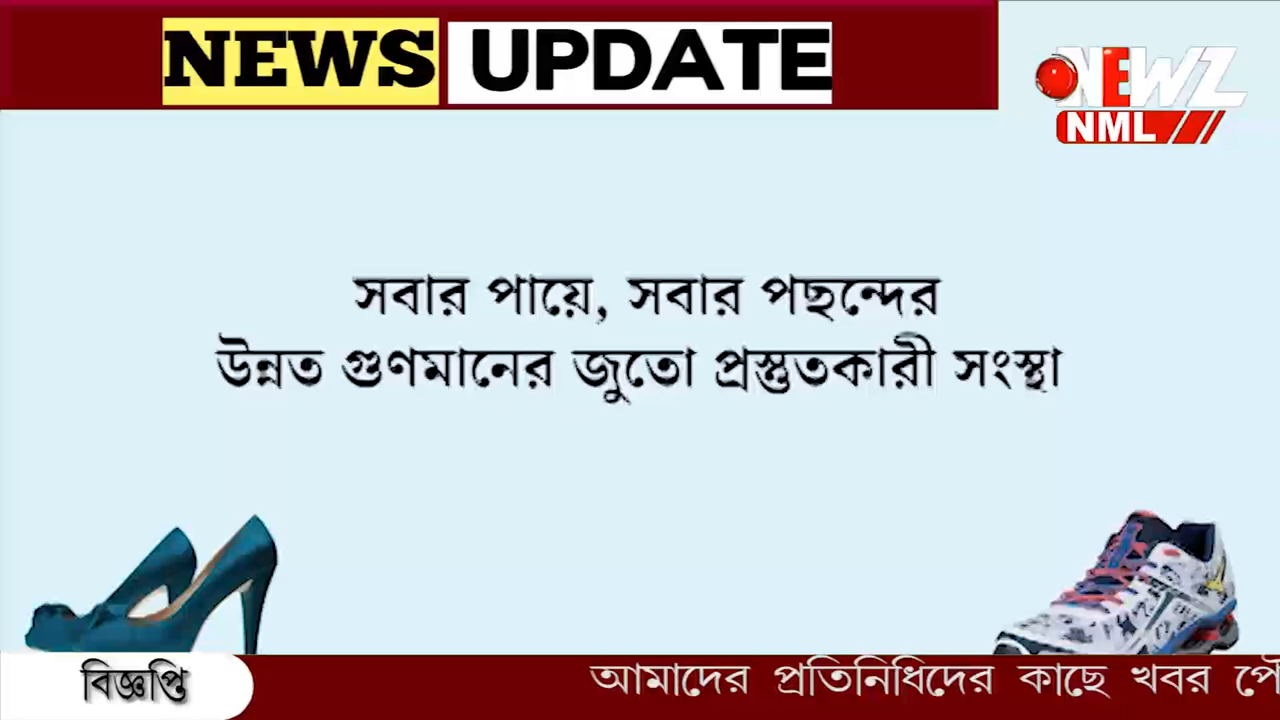 NEWS UPDATE
NEWZ
NML
সবার পায়ে, সবার পছন্দের
উন্নত গুণমানের জুতো প্রস্তুতকারী সংস্থা
বিজ্ঞপ্তি
আমাদের প্রতিনিধিদের কাছে খবর পৌ